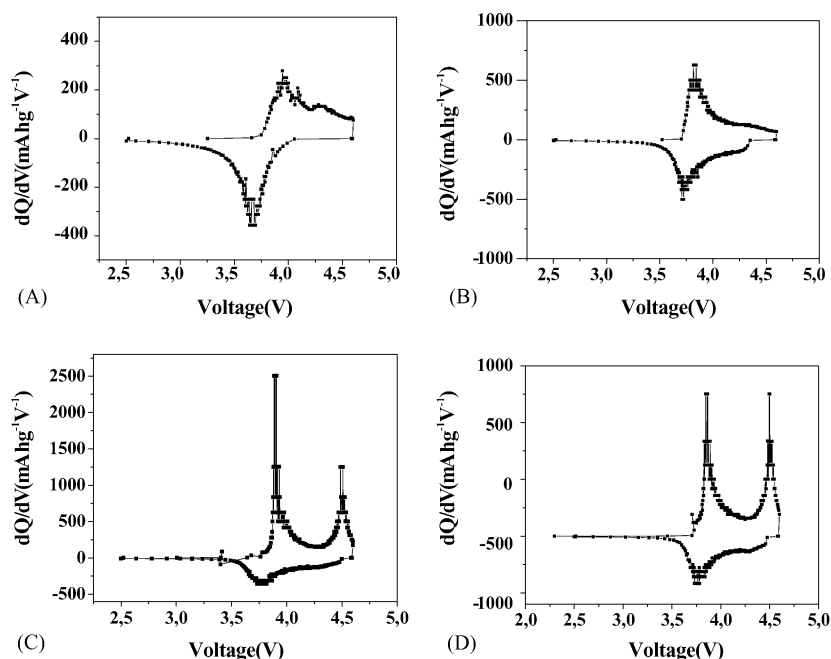 400
200
0
-200
-400
dQ/dV(mAhg⁻¹V⁻¹)
2,5 3,0 3,5 4,0 4,5 5,0
Voltage(V)
(A)
1000
500
0
-500
-1000
dQ/dV(mAhg⁻¹V⁻¹)
2,5 3,0 3,5 4,0 4,5 5,0
Voltage(V)
(B)
2500
2000
1500
1000
500
0
-500
dQ/dV(mAhg⁻¹V⁻¹)
2,5 3,0 3,5 4,0 4,5 5,0
Voltage(V)
(C)
1000
500
0
-500
-1000
dQ/dV(mAhg⁻¹V⁻¹)
2,0 2,5 3,0 3,5 4,0 4,5 5,0
Voltage(V)
(D)